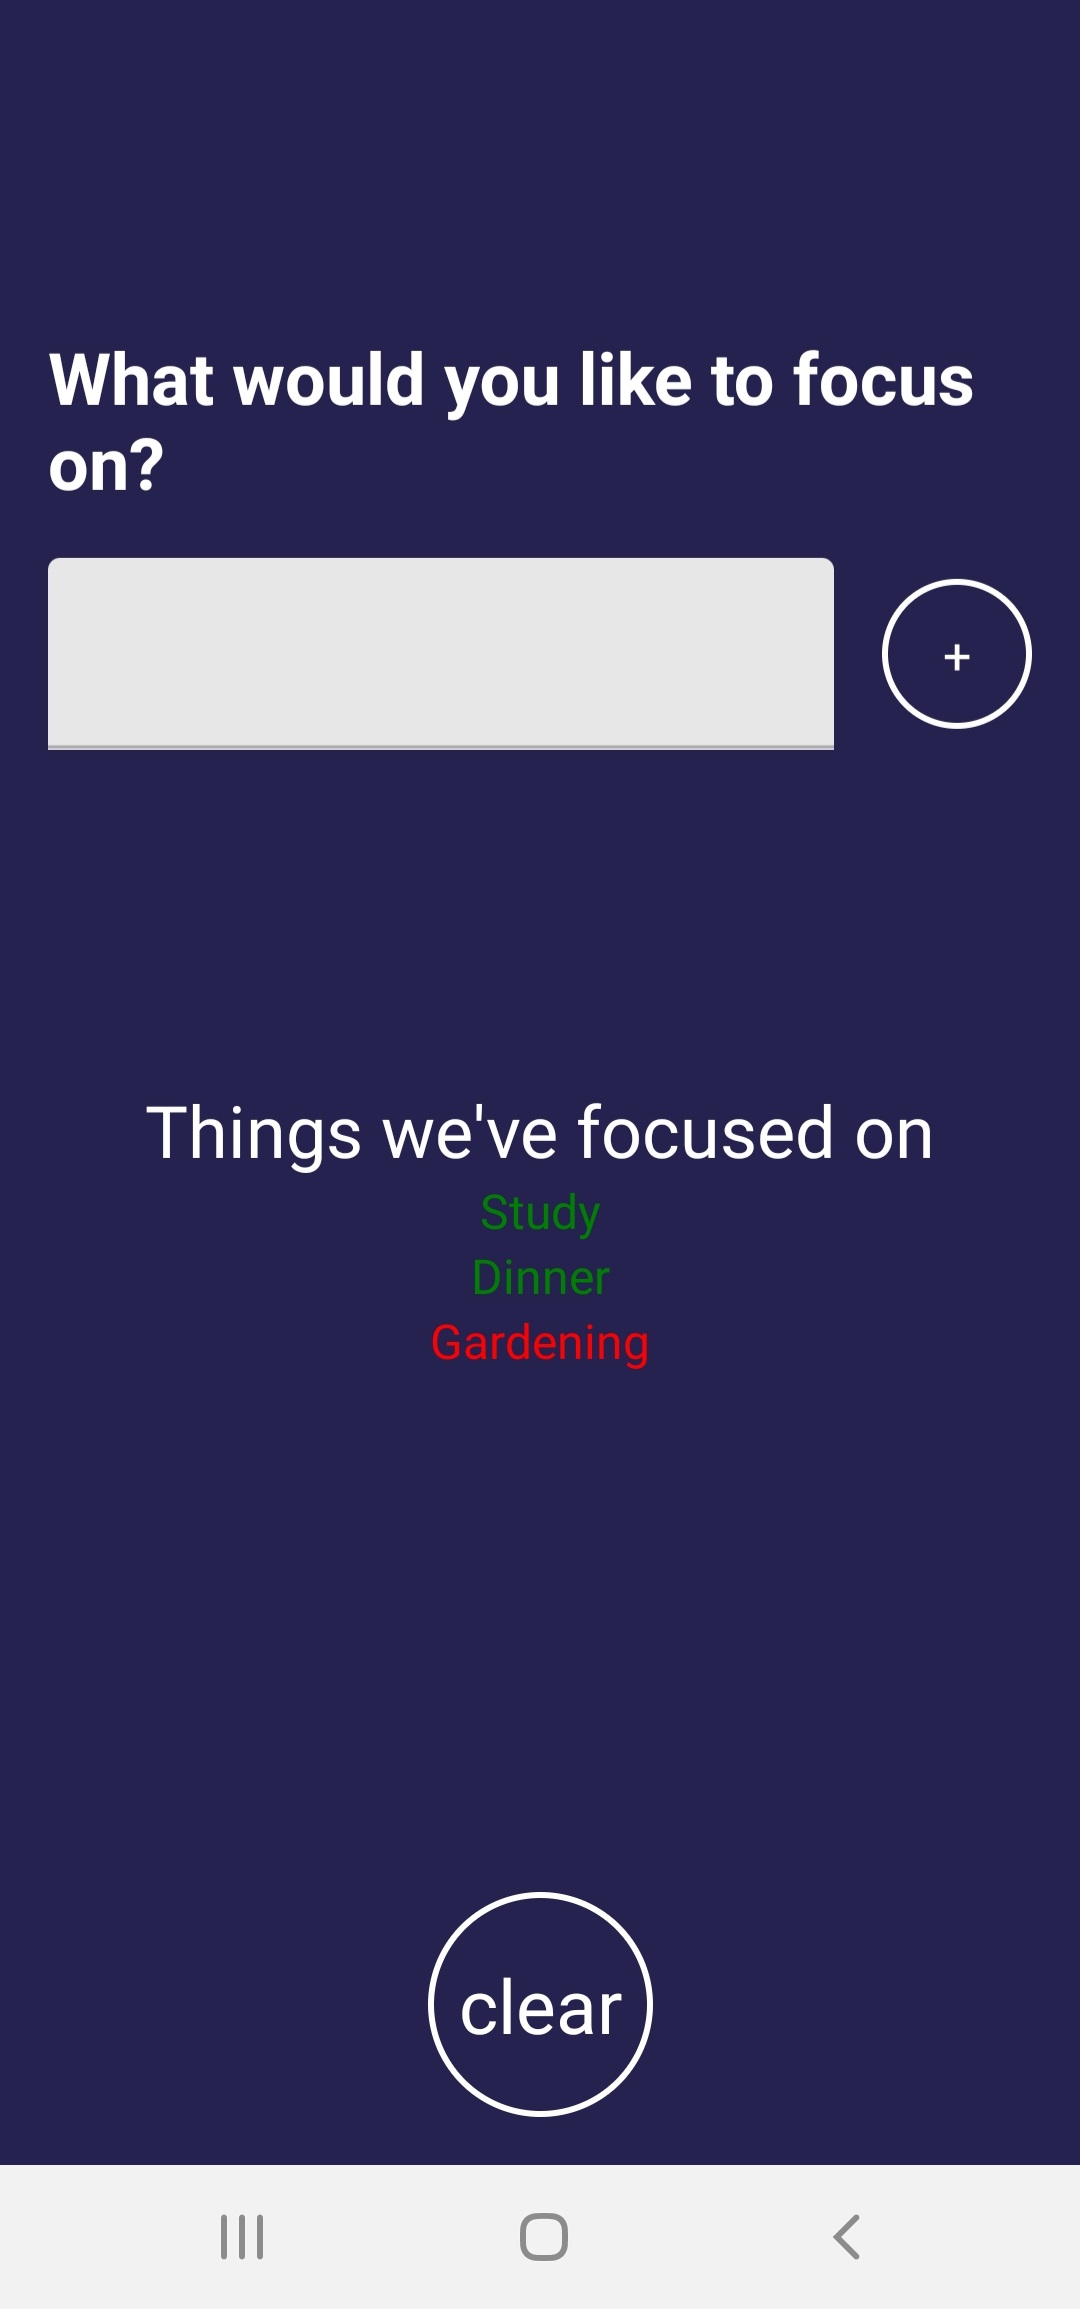 What would you like to focus
on?
+
Things we've focused on
Study
Dinner
Gardening
clear